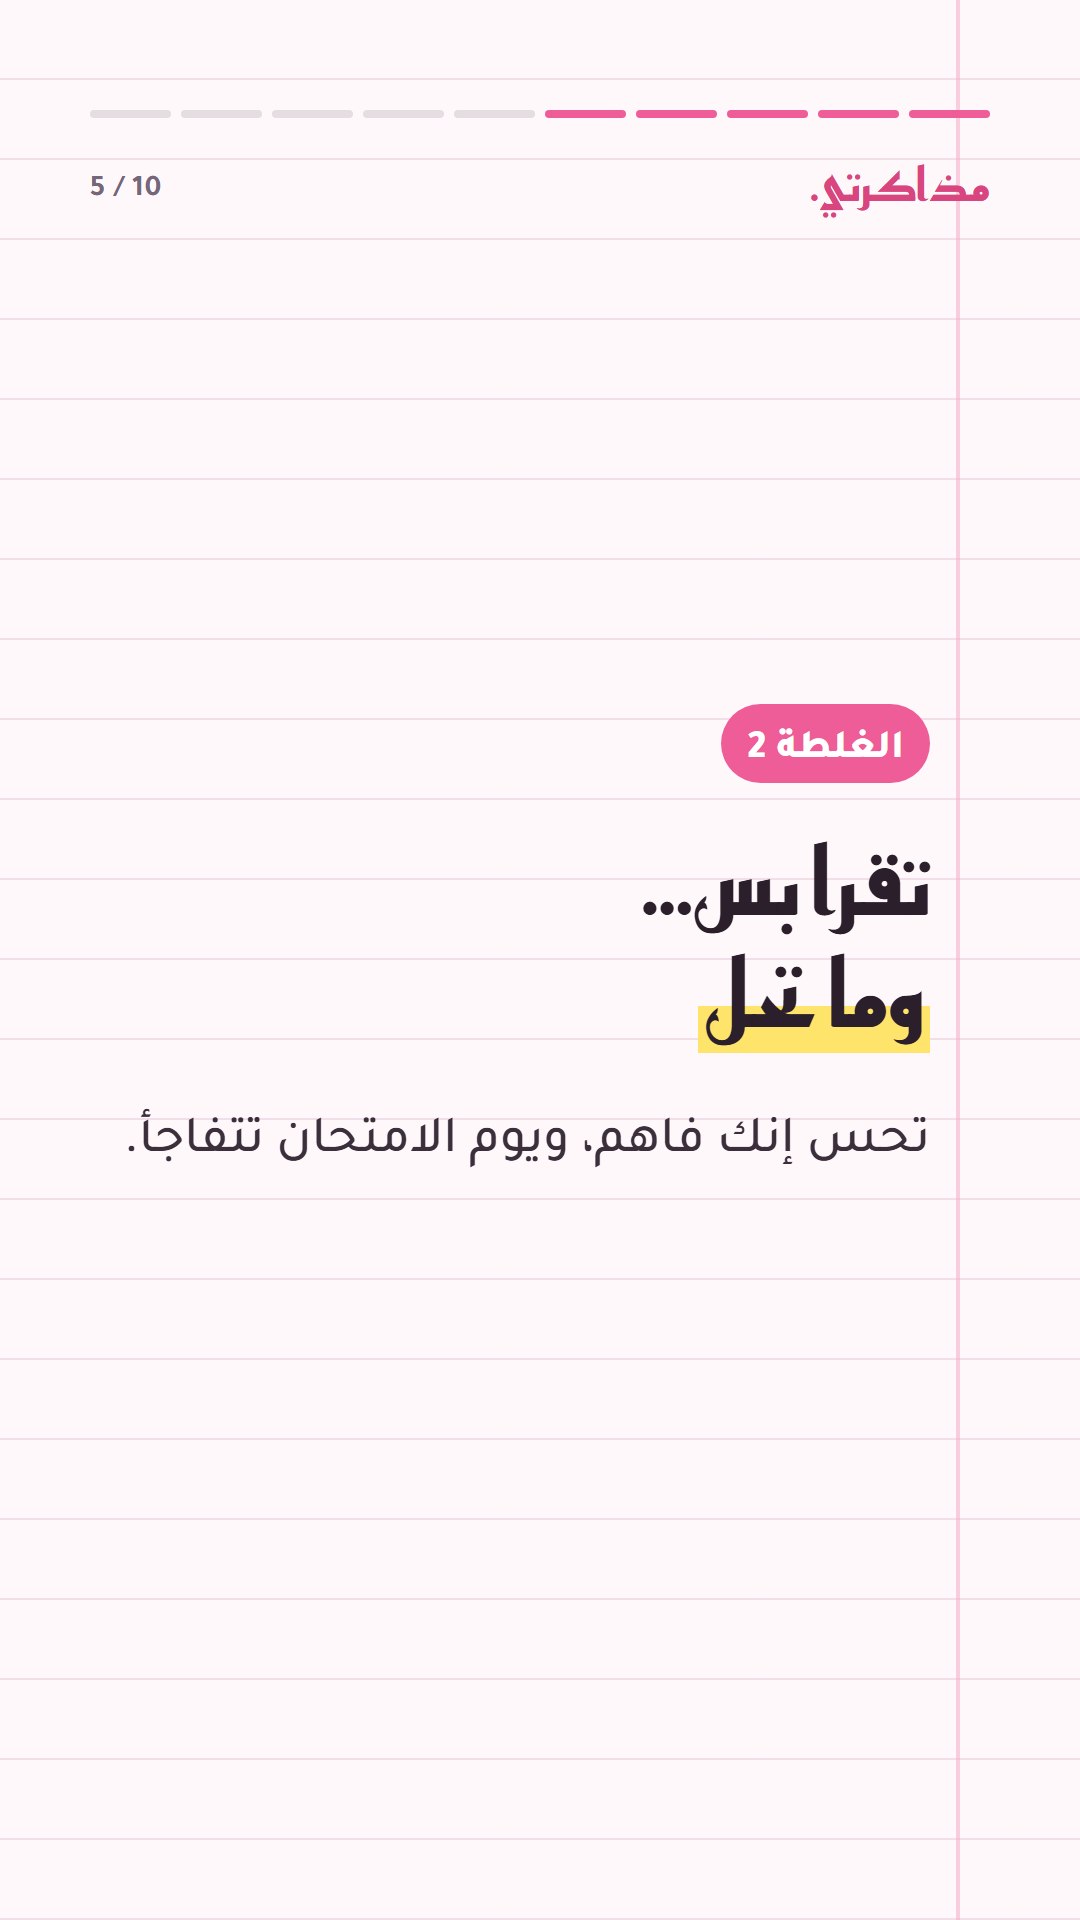 مذاكرتي.
5 / 10
الغلطة 2
تقرا بس...
وما تحل
تحس إنك فاهم، ويوم الامتحان تتفاجأ.